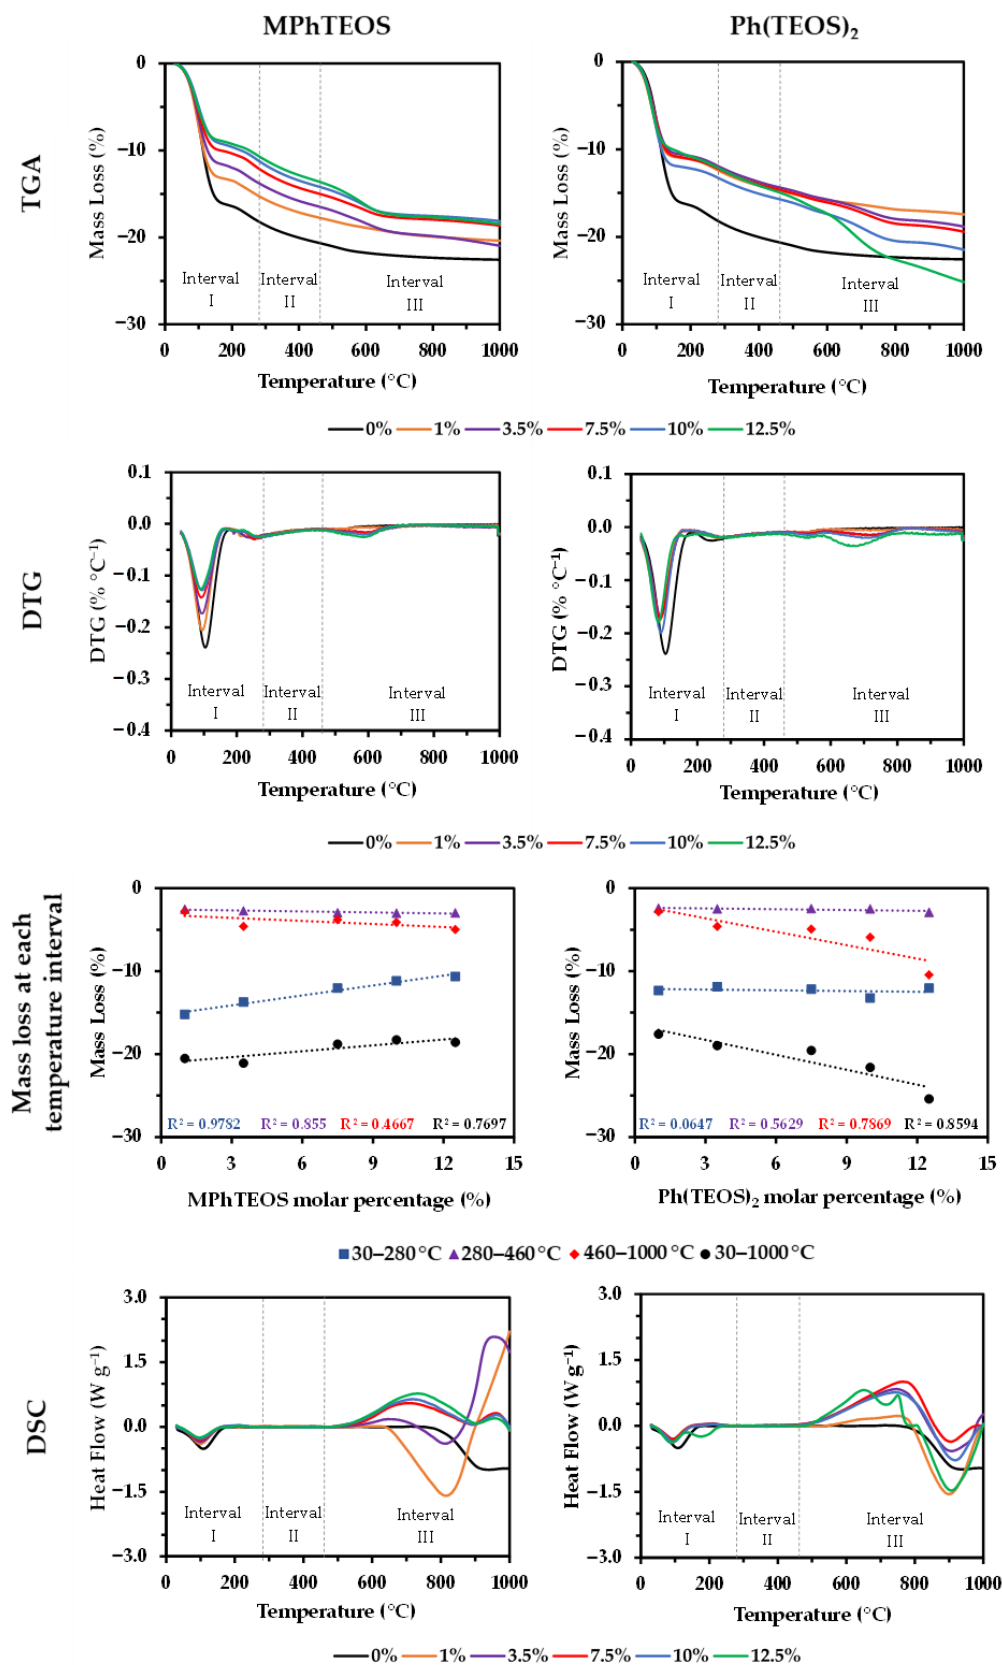 MPhTEOS
Ph(TEOS)₂
TGA
Mass Loss (%)
0
−10
−20
−30
Interval
I
Interval
II
Interval
III
0
200
400
600
800
1000
Temperature (°C)
Mass Loss (%)
0
−10
−20
−30
Interval
I
Interval
II
Interval
III
0
200
400
600
800
1000
Temperature (°C)
0%
1%
3.5%
7.5%
10%
12.5%
DTG
DTG (% °C⁻¹)
0.1
0.0
−0.1
−0.2
−0.3
−0.4
Interval
I
Interval
II
Interval
III
0
200
400
600
800
1000
Temperature (°C)
DTG (% °C⁻¹)
0.1
0.0
−0.1
−0.2
−0.3
−0.4
Interval
I
Interval
II
Interval
III
0
200
400
600
800
1000
Temperature (°C)
0%
1%
3.5%
7.5%
10%
12.5%
Mass loss at each
temperature interval
Mass Loss (%)
0
−10
−20
−30
R² = 0.9782
R² = 0.855
R² = 0.4667
R² = 0.7697
0
3
6
9
12
15
MPhTEOS molar percentage (%)
Mass Loss (%)
0
−10
−20
−30
R² = 0.0647
R² = 0.5629
R² = 0.7869
R² = 0.8594
0
3
6
9
12
15
Ph(TEOS)₂ molar percentage (%)
30–280 °C
280–460 °C
460–1000 °C
30–1000 °C
DSC
Heat Flow (W g⁻¹)
3.0
1.5
0.0
−1.5
−3.0
Interval
I
Interval
II
Interval
III
0
200
400
600
800
1000
Temperature (°C)
Heat Flow (W g⁻¹)
3.0
1.5
0.0
−1.5
−3.0
Interval
I
Interval
II
Interval
III
0
200
400
600
800
1000
Temperature (°C)
0%
1%
3.5%
7.5%
10%
12.5%